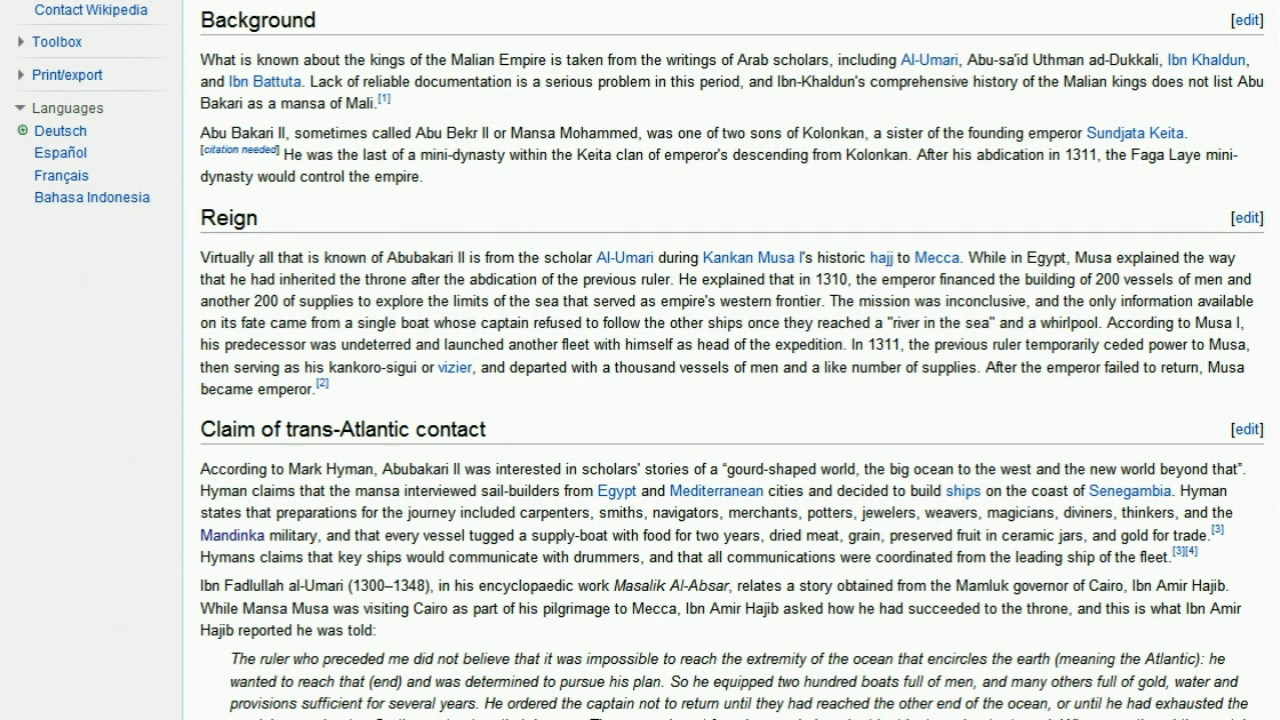 Contact Wikipedia
Toolbox
Print/export
Languages
Deutsch
Español
Français
Bahasa Indonesia
Background [edit]
What is known about the kings of the Malian Empire is taken from the writings of Arab scholars, including Al-Umari, Abu-sa'id Uthman ad-Dukkali, Ibn Khaldun,
and Ibn Battuta. Lack of reliable documentation is a serious problem in this period, and Ibn-Khaldun's comprehensive history of the Malian kings does not list Abu
Bakari as a mansa of Mali.[1]
Abu Bakari II, sometimes called Abu Bekr II or Mansa Mohammed, was one of two sons of Kolonkan, a sister of the founding emperor Sundjata Keita.
[citation needed] He was the last of a mini-dynasty within the Keita clan of emperor's descending from Kolonkan. After his abdication in 1311, the Faga Laye mini-
dynasty would control the empire.
Reign [edit]
Virtually all that is known of Abubakari II is from the scholar Al-Umari during Kankan Musa I's historic hajj to Mecca. While in Egypt, Musa explained the way
that he had inherited the throne after the abdication of the previous ruler. He explained that in 1310, the emperor financed the building of 200 vessels of men and
another 200 of supplies to explore the limits of the sea that served as empire's western frontier. The mission was inconclusive, and the only information available
on its fate came from a single boat whose captain refused to follow the other ships once they reached a "river in the sea" and a whirlpool. According to Musa I,
his predecessor was undeterred and launched another fleet with himself as head of the expedition. In 1311, the previous ruler temporarily ceded power to Musa,
then serving as his kankoro-sigui or vizier, and departed with a thousand vessels of men and a like number of supplies. After the emperor failed to return, Musa
became emperor.[2]
Claim of trans-Atlantic contact [edit]
According to Mark Hyman, Abubakari II was interested in scholars' stories of a “gourd-shaped world, the big ocean to the west and the new world beyond that”.
Hyman claims that the mansa interviewed sail-builders from Egypt and Mediterranean cities and decided to build ships on the coast of Senegambia. Hyman
states that preparations for the journey included carpenters, smiths, navigators, merchants, potters, jewelers, weavers, magicians, diviners, thinkers, and the
Mandinka military, and that every vessel tugged a supply-boat with food for two years, dried meat, grain, preserved fruit in ceramic jars, and gold for trade.[3]
Hymans claims that key ships would communicate with drummers, and that all communications were coordinated from the leading ship of the fleet.[3][4]
Ibn Fadlullah al-Umari (1300–1348), in his encyclopaedic work Masalik Al-Absar, relates a story obtained from the Mamluk governor of Cairo, Ibn Amir Hajib.
While Mansa Musa was visiting Cairo as part of his pilgrimage to Mecca, Ibn Amir Hajib asked how he had succeeded to the throne, and this is what Ibn Amir
Hajib reported he was told:
The ruler who preceded me did not believe that it was impossible to reach the extremity of the ocean that encircles the earth (meaning the Atlantic): he
wanted to reach that (end) and was determined to pursue his plan. So he equipped two hundred boats full of men, and many others full of gold, water and
provisions sufficient for several years. He ordered the captain not to return until they had reached the other end of the ocean, or until he had exhausted the